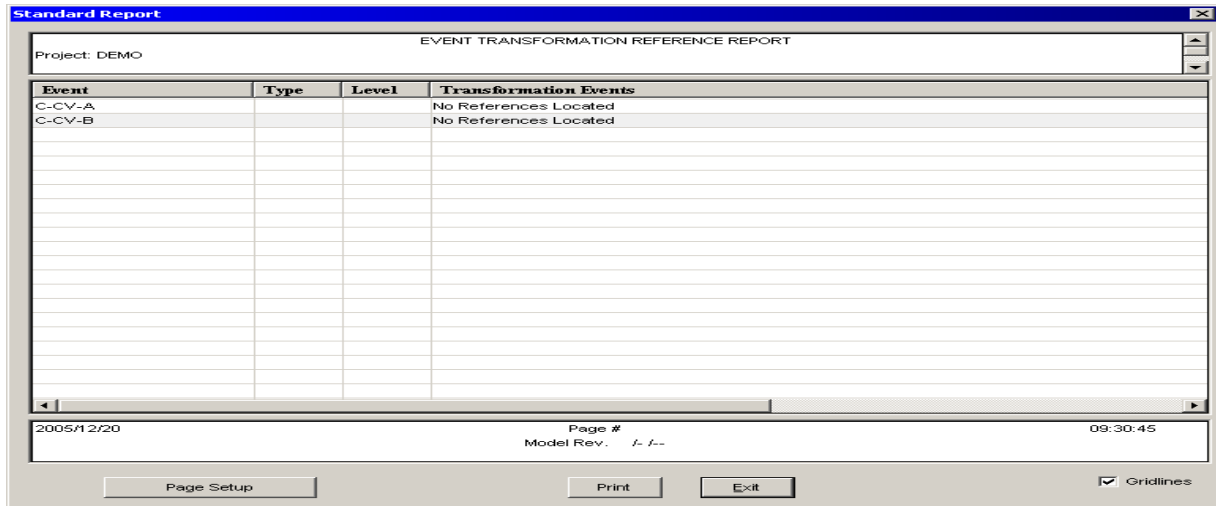 Standard Report
EVENT TRANSFORMATION REFERENCE REPORT
Project: DEMO
Event Type Level Transformation Events
C-CV-A No References Located
C-CV-B No References Located
2005/12/20 Page # 09:30:45
Model Rev. /- /--
Page Setup Print Exit Gridlines